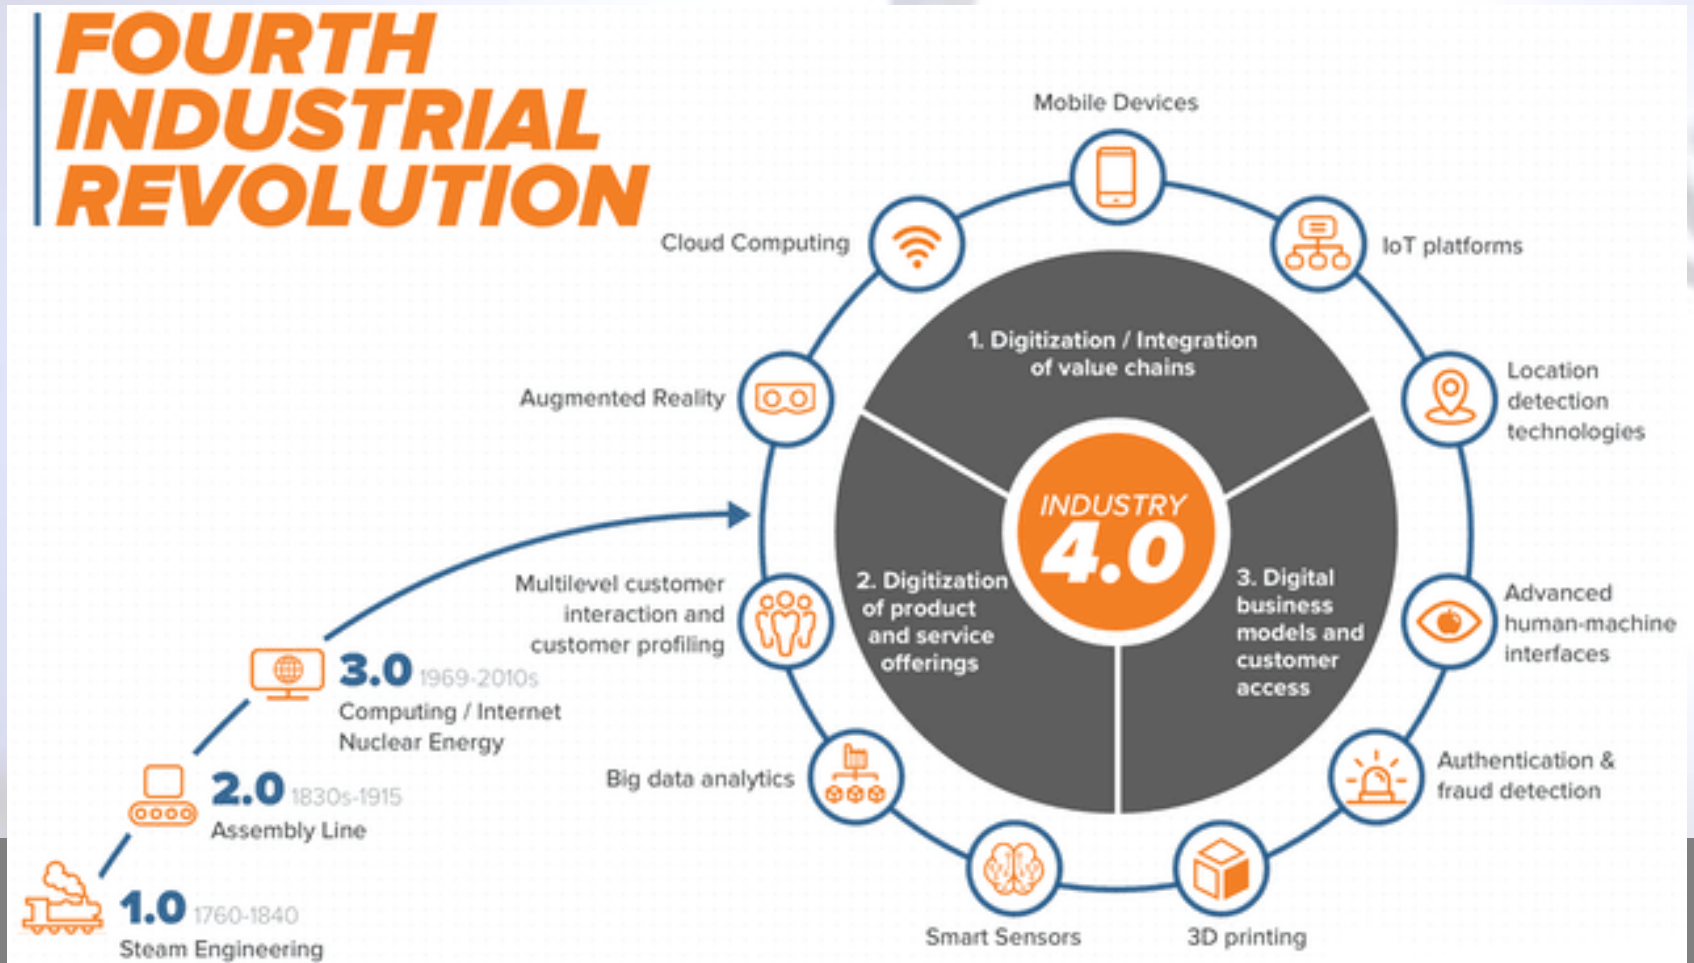 FOURTH
INDUSTRIAL
REVOLUTION
Mobile Devices
Cloud Computing
IoT platforms
Augmented Reality
Location
detection
technologies
1. Digitization / Integration
of value chains
INDUSTRY
4.0
2. Digitization
of product
and service
offerings
3. Digital
business
models and
customer
access
Multilevel customer
interaction and
customer profiling
Advanced
human-machine
interfaces
Big data analytics
Authentication &
fraud detection
Smart Sensors
3D printing
3.0 1969-2010s
Computing / Internet
Nuclear Energy
2.0 1830s-1915
Assembly Line
1.0 1760-1840
Steam Engineering